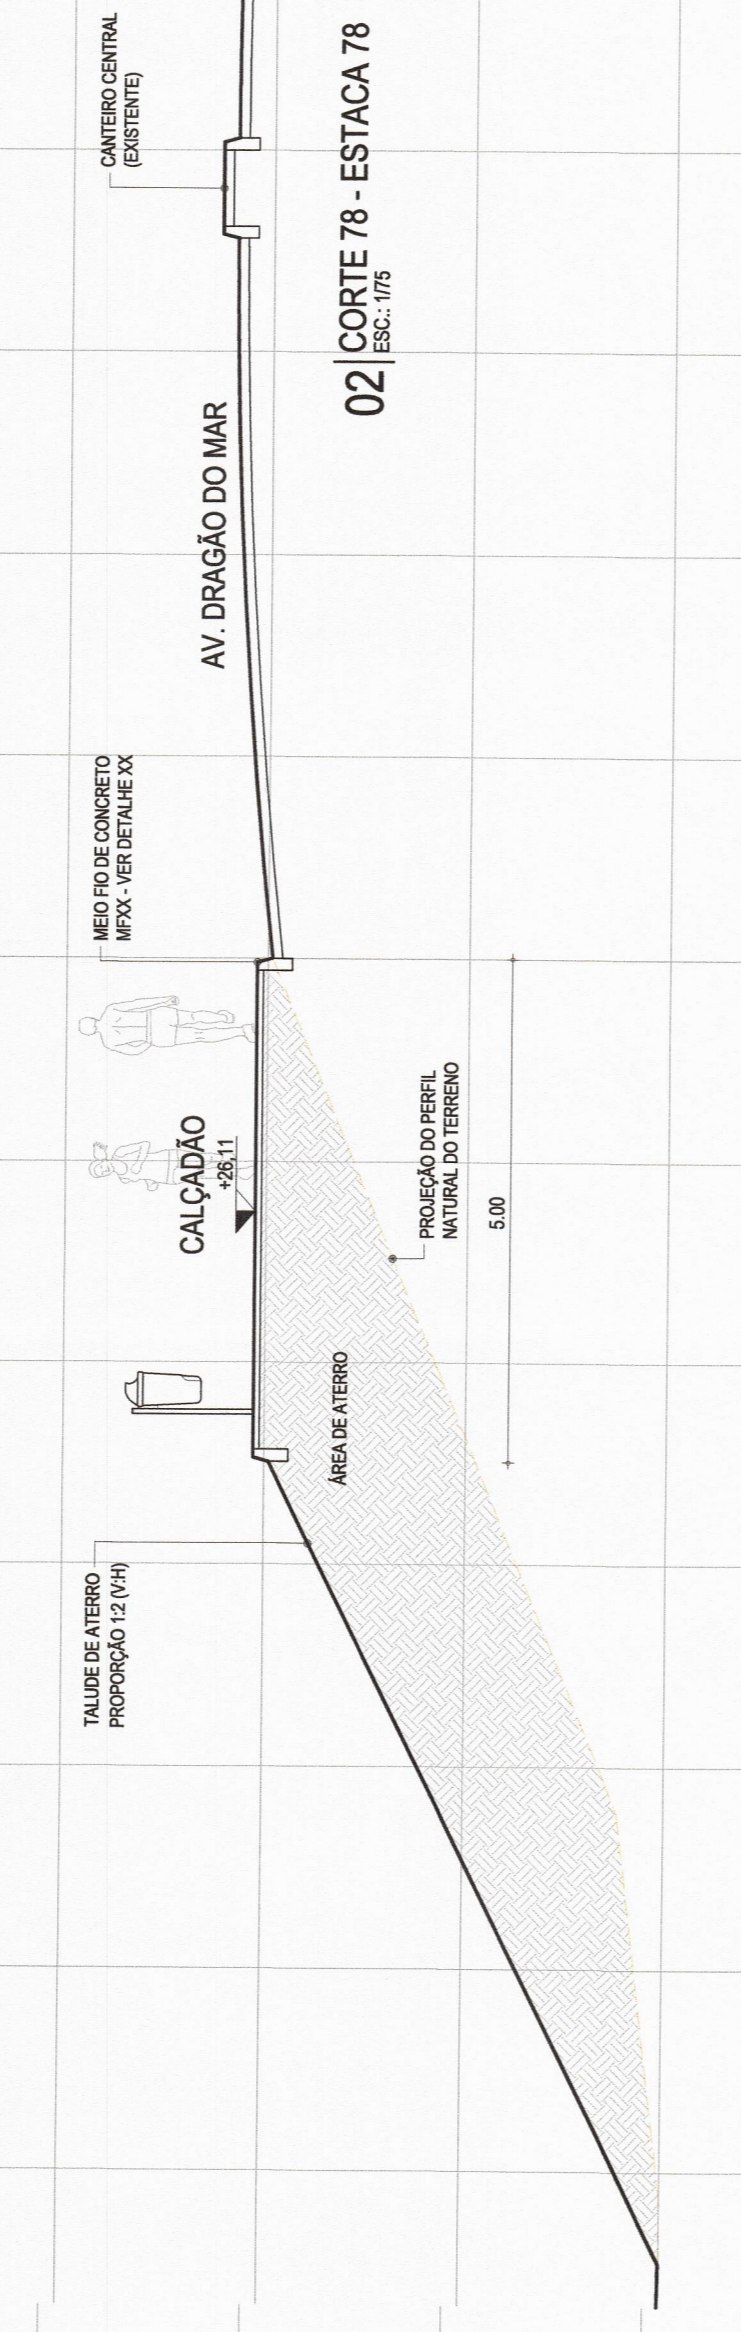 TALUDE DE ATERRO
PROPORÇÃO 1:2 (V:H)
ÁREA DE ATERRO
CALÇADÃO
+26,11
PROJEÇÃO DO PERFIL
NATURAL DO TERRENO
5.00
MEIO FIO DE CONCRETO
MFXX - VER DETALHE XX
AV. DRAGÃO DO MAR
CANTEIRO CENTRAL
(EXISTENTE)
02 CORTE 78 - ESTACA 78
ESC.: 1/75